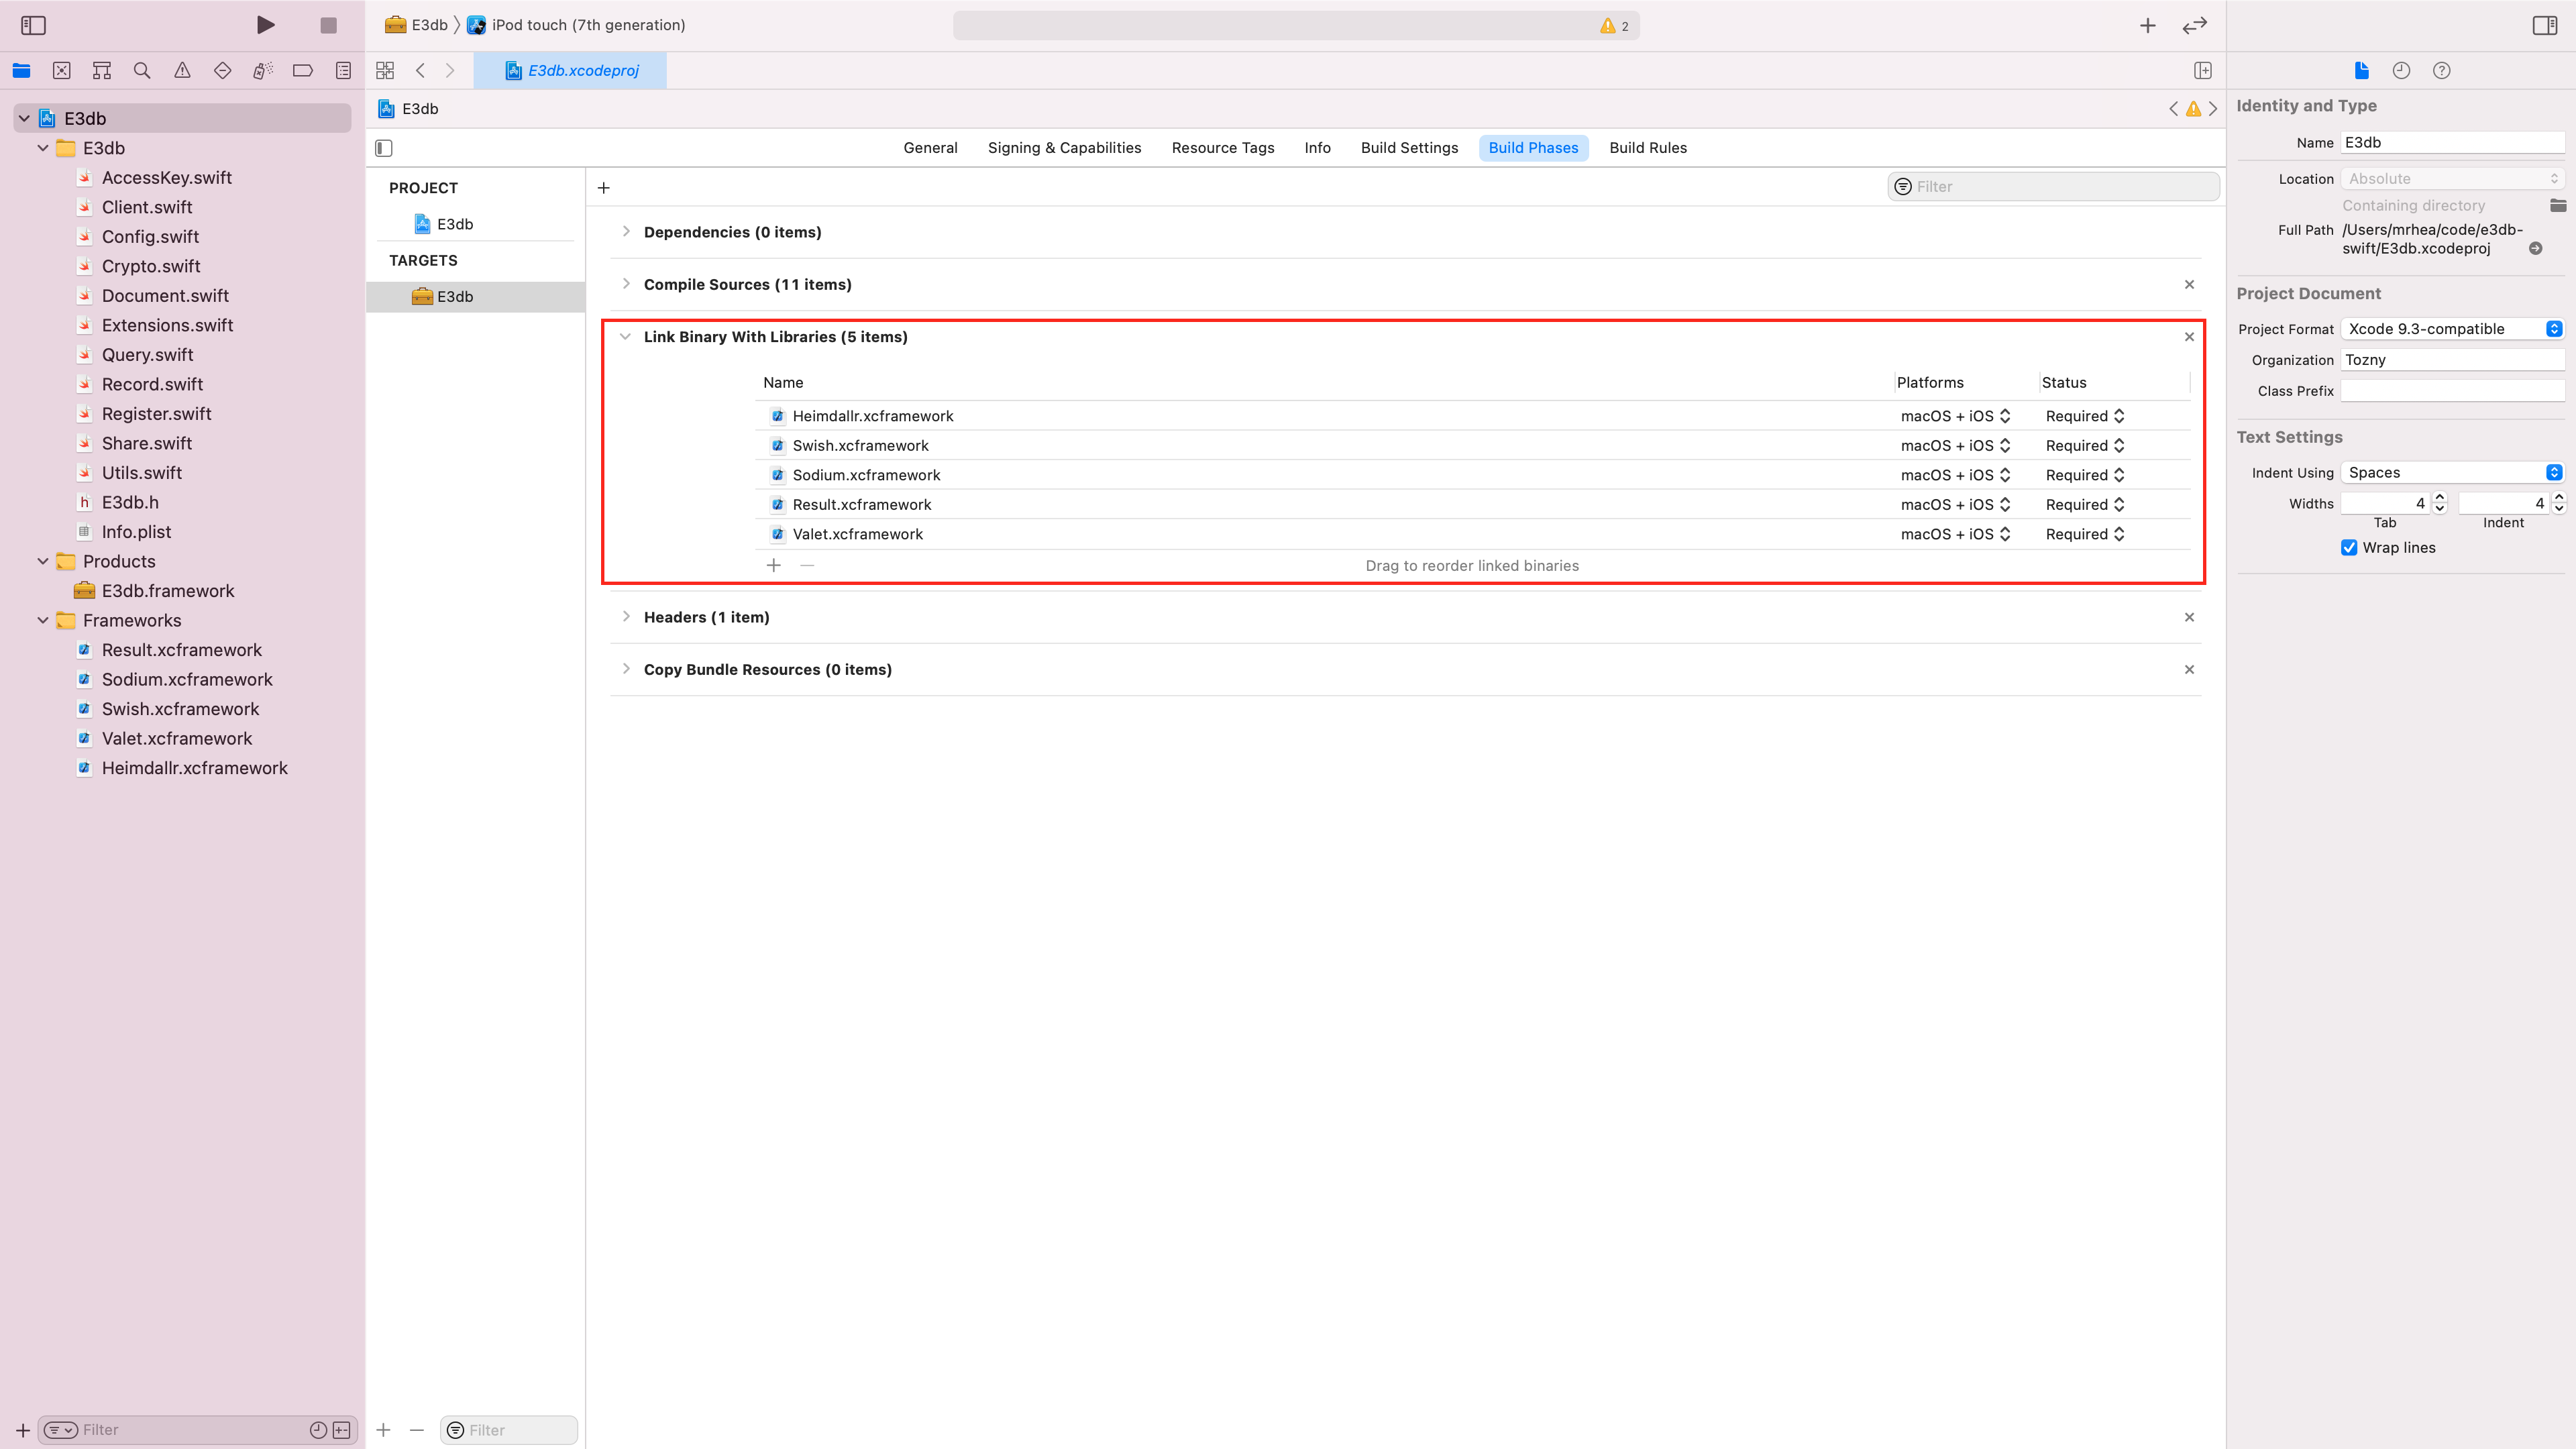 E3db
iPod touch (7th generation)
2
E3db.xcodeproj
E3db
E3db
E3db
AccessKey.swift
Client.swift
Config.swift
Crypto.swift
Document.swift
Extensions.swift
Query.swift
Record.swift
Register.swift
Share.swift
Utils.swift
h E3db.h
Info.plist
Products
E3db.framework
Frameworks
Result.xcframework
Sodium.xcframework
Swish.xcframework
Valet.xcframework
Heimdallr.xcframework
Filter
General Signing & Capabilities Resource Tags Info Build Settings Build Phases Build Rules
PROJECT
E3db
TARGETS
E3db
Filter
Filter
Dependencies (0 items)
Compile Sources (11 items)
Link Binary With Libraries (5 items)
Name Platforms Status
Heimdallr.xcframework macOS + iOS Required
Swish.xcframework macOS + iOS Required
Sodium.xcframework macOS + iOS Required
Result.xcframework macOS + iOS Required
Valet.xcframework macOS + iOS Required
Drag to reorder linked binaries
Headers (1 item)
Copy Bundle Resources (0 items)
Identity and Type
Name E3db
Location Absolute
Containing directory
Full Path /Users/mrhea/code/e3db-
swift/E3db.xcodeproj
Project Document
Project Format Xcode 9.3-compatible
Organization Tozny
Class Prefix
Text Settings
Indent Using Spaces
Widths 4 4
Tab Indent
Wrap lines